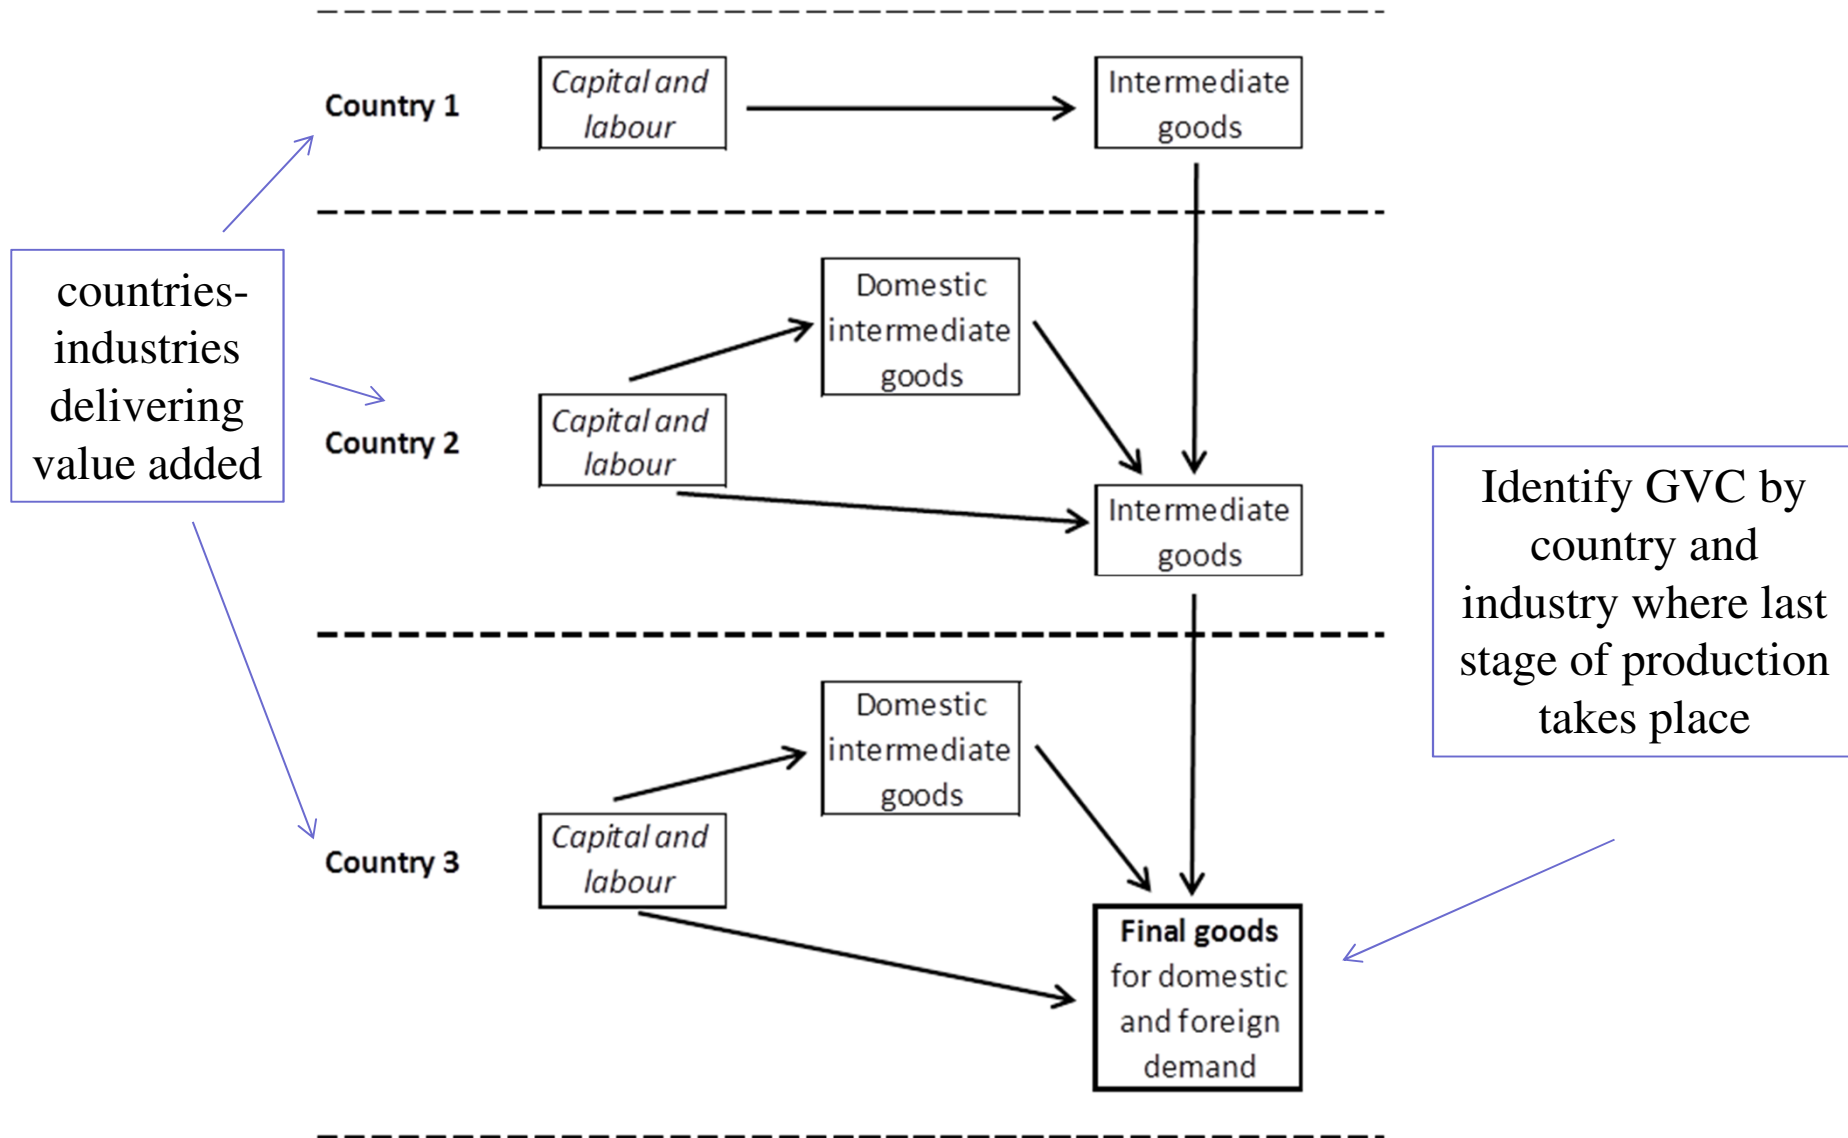 Country 1
Capital and
labour
Intermediate
goods
countries-
industries
delivering
value added
Domestic
intermediate
goods
Country 2
Capital and
labour
Intermediate
goods
Identify GVC by
country and
industry where last
stage of production
takes place
Domestic
intermediate
goods
Country 3
Capital and
labour
Final goods
for domestic
and foreign
demand